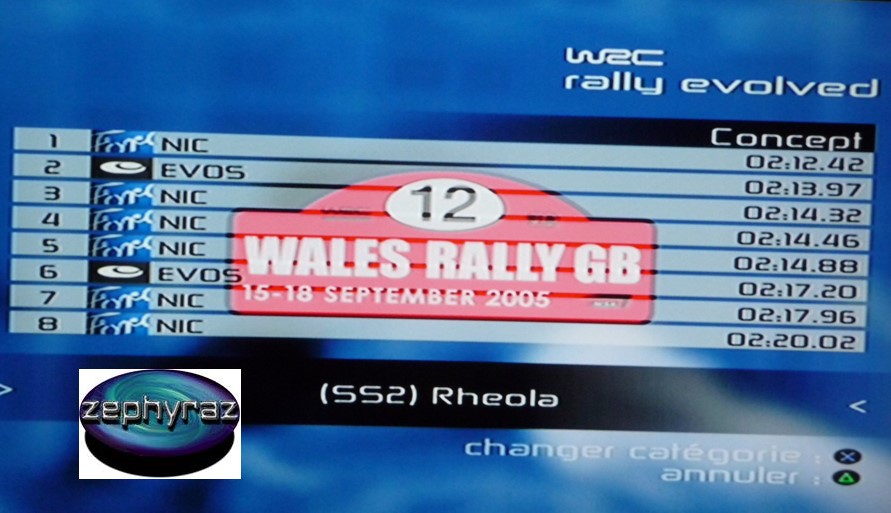 WRC
rally evolved
Concept
1 NIC 02:12.42
2 EVOS 02:13.97
3 NIC 02:14.32
4 NIC 02:14.46
5 NIC 02:14.88
6 EVOS 02:17.20
7 NIC 02:17.96
8 NIC 02:20.02
12
WALES RALLY GB
15-18 SEPTEMBER 2005
> (SS2) Rheola <
zephyraz
changer catégorie :
annuler :